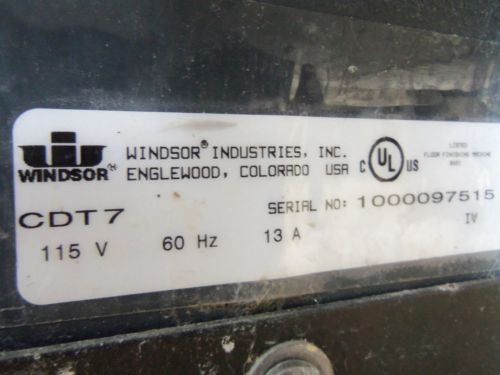 WINDSOR®
WINDSOR® INDUSTRIES, INC.
ENGLEWOOD, COLORADO USA
C UL US
LISTED
FLOOR FINISHING MACHINE
CDT7
SERIAL NO: 1000097515
115 V 60 Hz 13 A IV